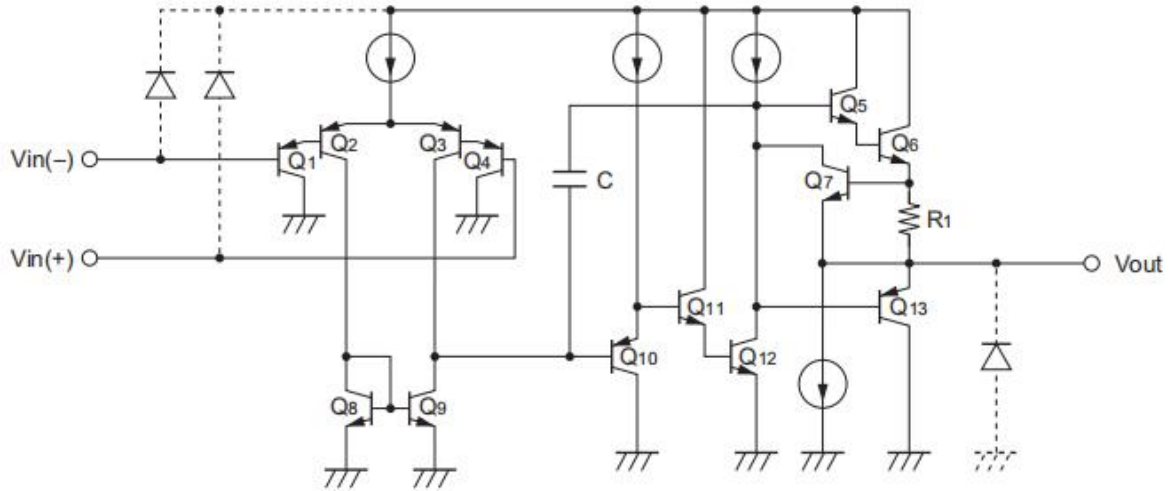 Q5
Q2
Q3
Q6
Vin(–)
Q1
Q4
C
Q7
R1
Vin(+)
Vout
Q11
Q13
Q10
Q12
Q8
Q9